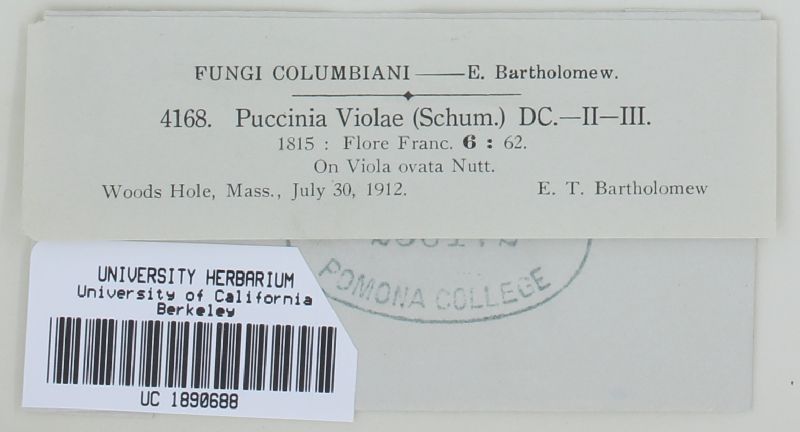 FUNGI COLUMBIANI — E. Bartholomew.
4168. Puccinia Violae (Schum.) DC.—II—III.
1815 : Flore Franc. 6 : 62.
On Viola ovata Nutt.
Woods Hole, Mass., July 30, 1912. E. T. Bartholomew
POMONA COLLEGE
UNIVERSITY HERBARIUM
University of California
Berkeley
UC 1890688